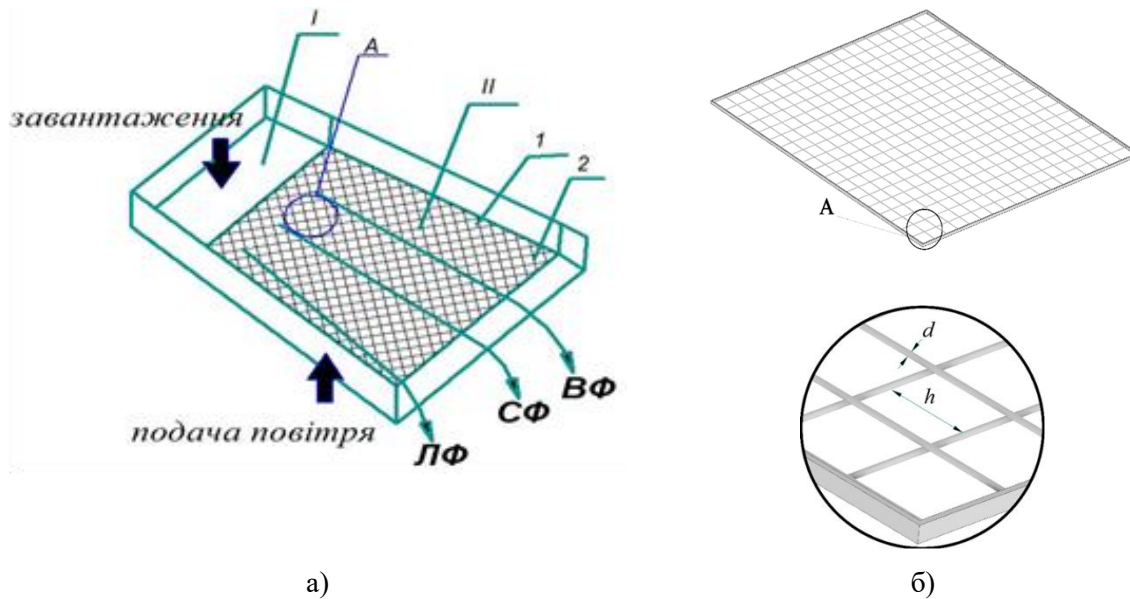 I
A
II
1
2
завантаження
подача повітря
ЛФ
СФ
ВФ
A
d
h
а)
б)